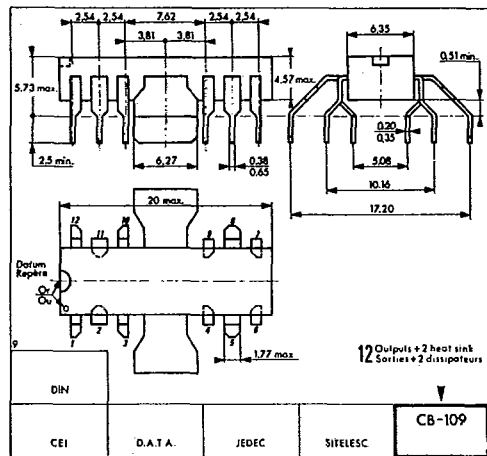 2,54 2,54 7,62 2,54 2,54
3,81 3,81
6,35
0,51 min.
5.73 max.
4,57 max.
0.20
0,35
2.5 min.
6,27
0,38
0,65
5,08
10.16
17.20
20 max.
12 11 10 9 8 7
Datum
Repère
Or
Ou
1 2 3 4 5 6
1,77 max
9
12 Outputs + 2 heat sink
Sorties + 2 dissipateurs
DIN
CB-109
CEI D.A.T.A. JEDEC SITELESC